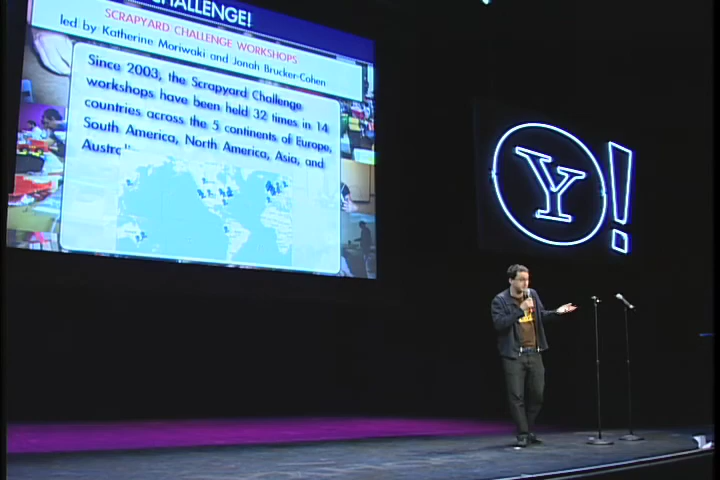 CHALLENGE!
SCRAPYARD CHALLENGE WORKSHOPS
led by Katherine Moriwaki and Jonah Brucker-Cohen
Since 2003, the Scrapyard Challenge
workshops have been held 32 times in 14
countries across the 5 continents of Europe,
South America, North America, Asia, and
Austra
Y!